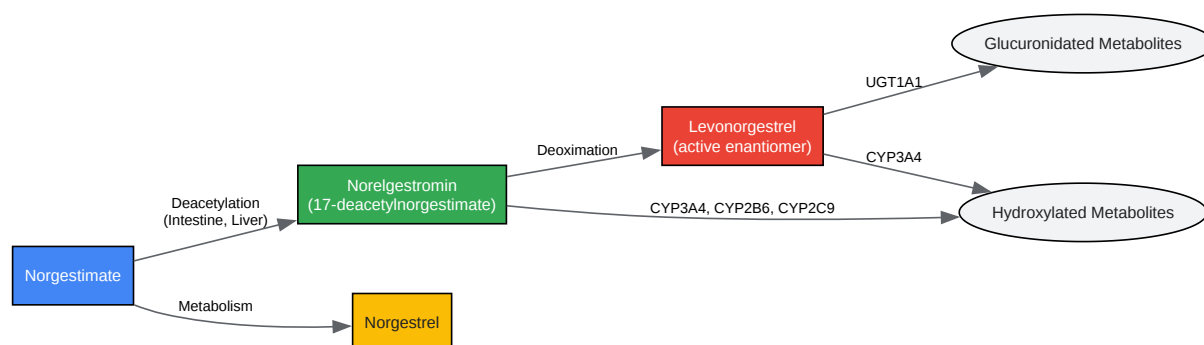 Glucuronidated Metabolites
UGT1A1
Levonorgestrel
(active enantiomer)
Deoximation
CYP3A4
Norelgestromin
(17-deacetylnorgestimate)
CYP3A4, CYP2B6, CYP2C9
Hydroxylated Metabolites
Deacetylation
(Intestine, Liver)
Norgestimate
Metabolism
Norgestrel